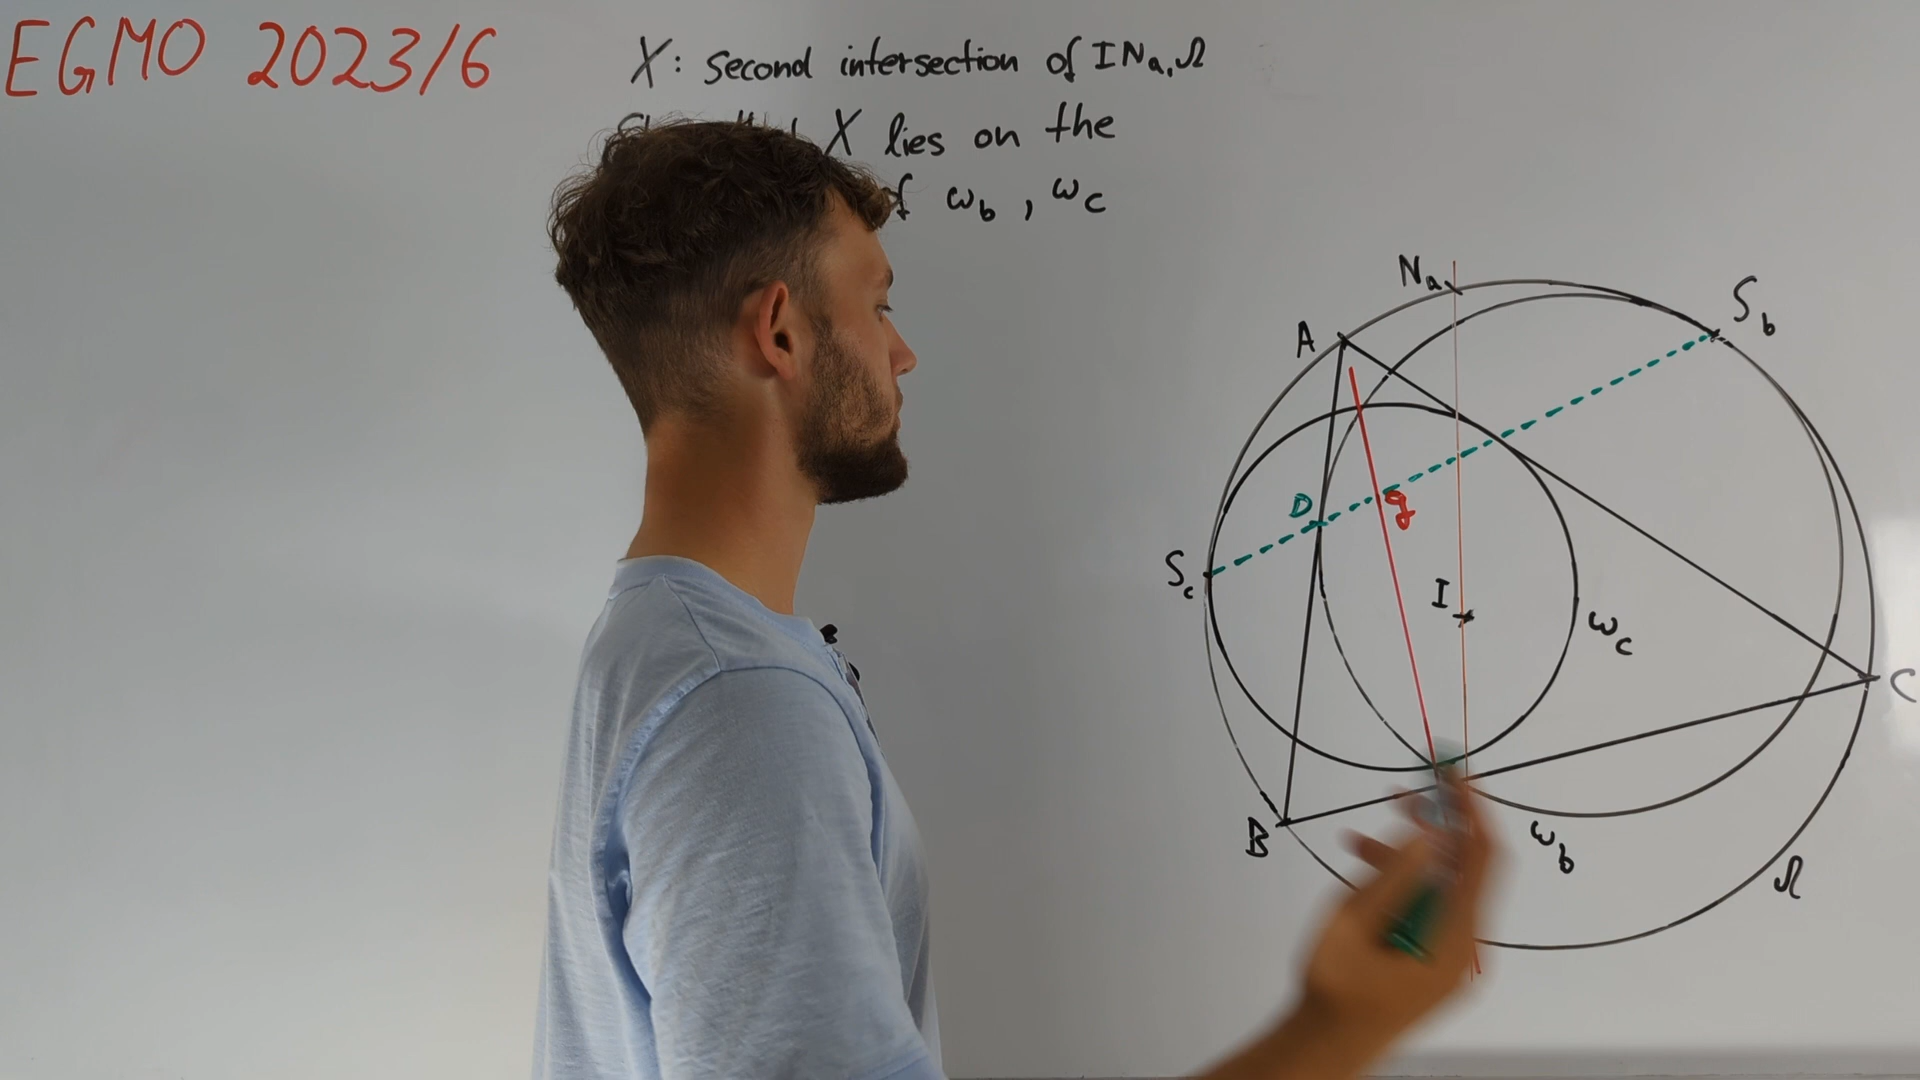 EGMO 2023/6
X: Second intersection of INa, Ω
X lies on the
ωb, ωc
Na
Sb
A
D
g
Sc
I
ωc
C
B
ωb
Ω